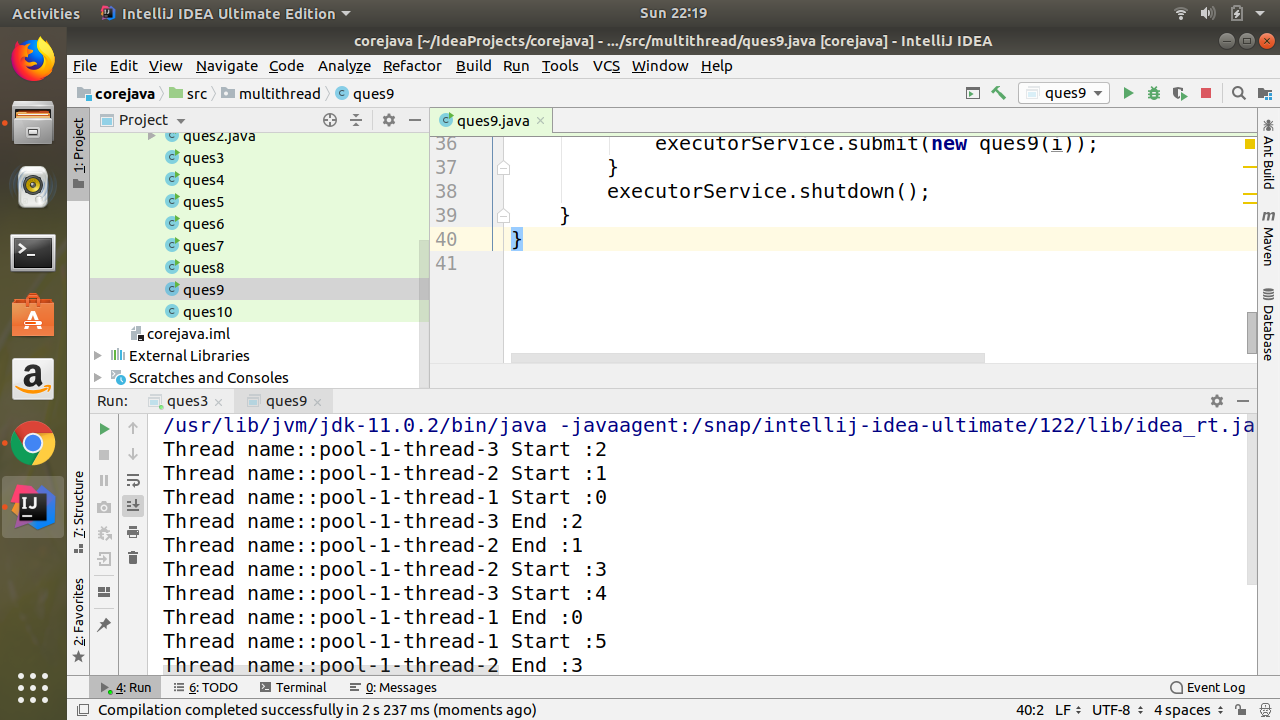 Activities IntelliJ IDEA Ultimate Edition Sun 22:19
corejava [~/IdeaProjects/corejava] - .../src/multithread/ques9.java [corejava] - IntelliJ IDEA
File Edit View Navigate Code Analyze Refactor Build Run Tools VCS Window Help
corejava src multithread ques9 ques9
1: Project
Project
ques2.java
ques3
ques4
ques5
ques6
ques7
ques8
ques9
ques10
corejava.iml
External Libraries
Scratches and Consoles
ques9.java
36 executorService.submit(new ques9(i));
37 }
38 executorService.shutdown();
39 }
40 }
41
Ant Build
Maven
Database
7: Structure
2: Favorites
Run: ques3 ques9
/usr/lib/jvm/jdk-11.0.2/bin/java -javaagent:/snap/intellij-idea-ultimate/122/lib/idea_rt.ja
Thread name::pool-1-thread-3 Start :2
Thread name::pool-1-thread-2 Start :1
Thread name::pool-1-thread-1 Start :0
Thread name::pool-1-thread-3 End :2
Thread name::pool-1-thread-2 End :1
Thread name::pool-1-thread-2 Start :3
Thread name::pool-1-thread-3 Start :4
Thread name::pool-1-thread-1 End :0
Thread name::pool-1-thread-1 Start :5
Thread name::pool-1-thread-2 End :3
4: Run 6: TODO Terminal 0: Messages Event Log
Compilation completed successfully in 2 s 237 ms (moments ago) 40:2 LF UTF-8 4 spaces